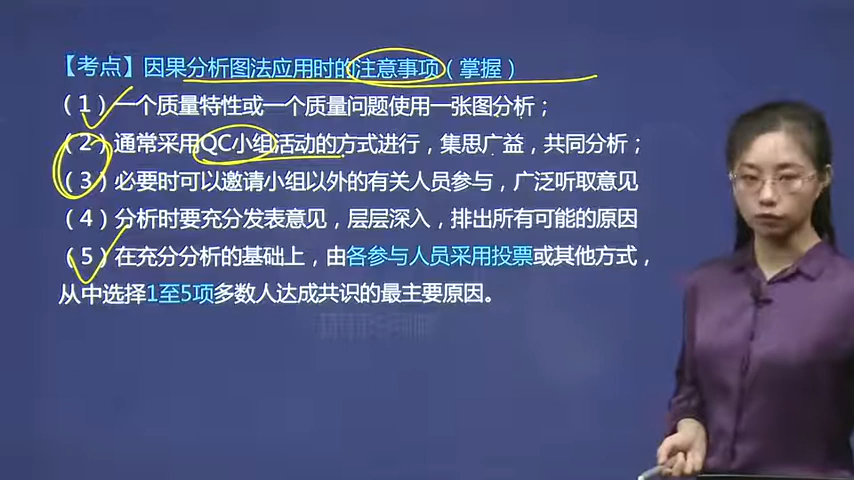 【考点】因果分析图法应用时的注意事项（掌握）
（1）一个质量特性或一个质量问题使用一张图分析；
（2）通常采用QC小组活动的方式进行，集思广益，共同分析；
（3）必要时可以邀请小组以外的有关人员参与，广泛听取意见
（4）分析时要充分发表意见，层层深入，排出所有可能的原因
（5）在充分分析的基础上，由各参与人员采用投票或其他方式，
从中选择1至5项多数人达成共识的最主要原因。